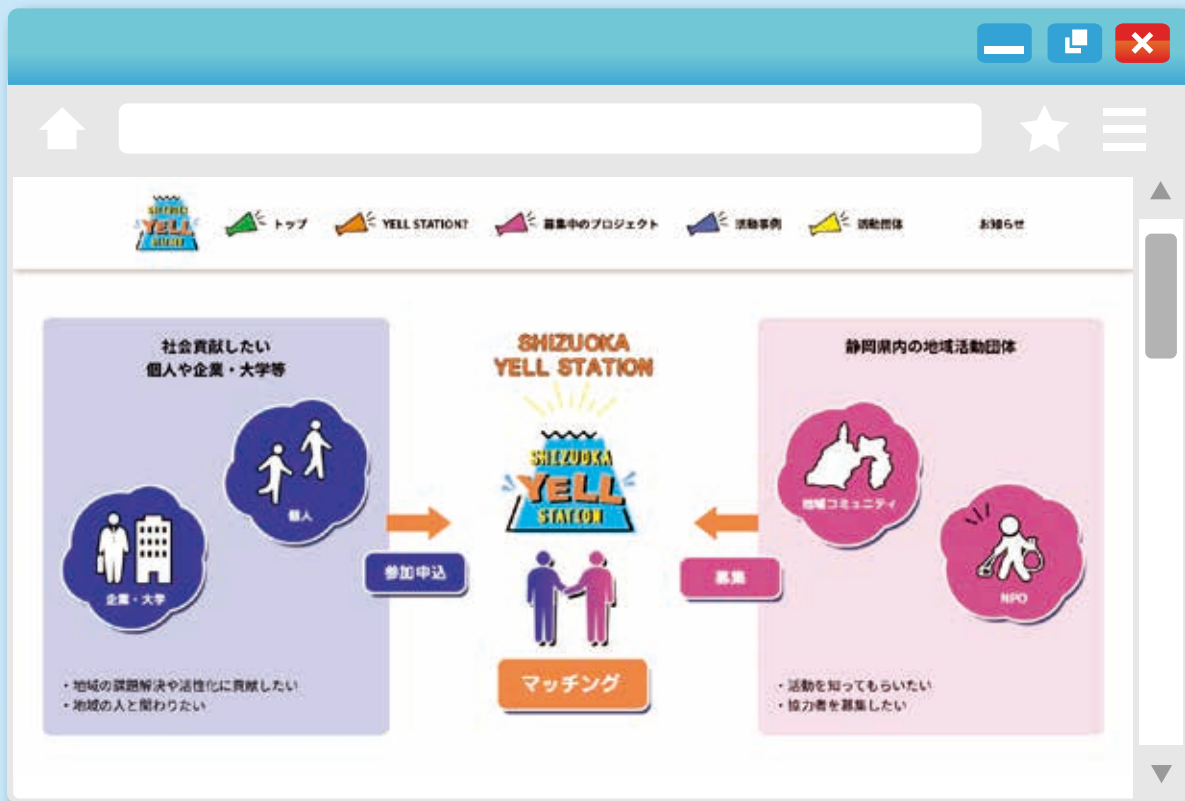 SHIZUOKA
YELL
STATION
トップ
YELL STATION?
募集中のプロジェクト
活動事例
活動団体
お知らせ
社会貢献したい
個人や企業・大学等
個人
企業・大学
参加申込
・地域の課題解決や活性化に貢献したい
・地域の人と関わりたい
SHIZUOKA
YELL STATION
SHIZUOKA
YELL
STATION
マッチング
静岡県内の地域活動団体
地域コミュニティ
NPO
募集
・活動を知ってもらいたい
・協力者を募集したい